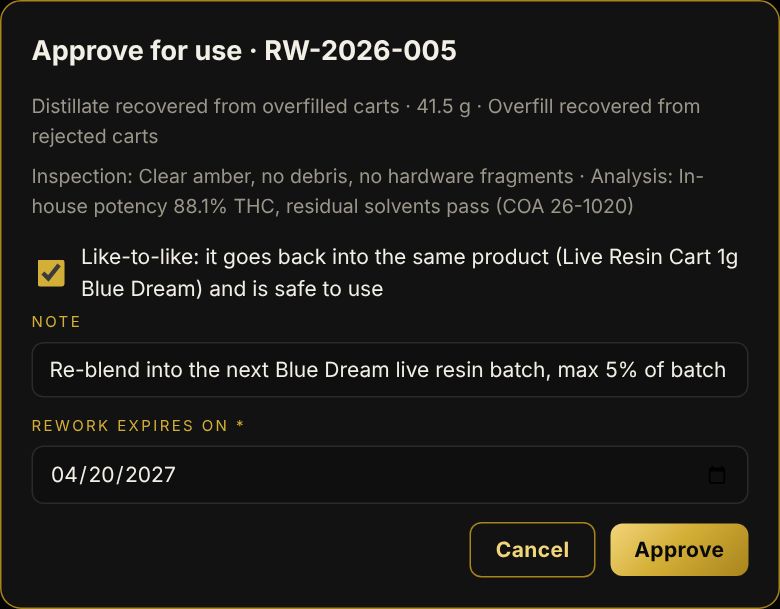 Approve for use · RW-2026-005
Distillate recovered from overfilled carts · 41.5 g · Overfill recovered from
rejected carts
Inspection: Clear amber, no debris, no hardware fragments · Analysis: In-
house potency 88.1% THC, residual solvents pass (COA 26-1020)
Like-to-like: it goes back into the same product (Live Resin Cart 1g
Blue Dream) and is safe to use
NOTE
Re-blend into the next Blue Dream live resin batch, max 5% of batch
REWORK EXPIRES ON *
04/20/2027
Cancel Approve